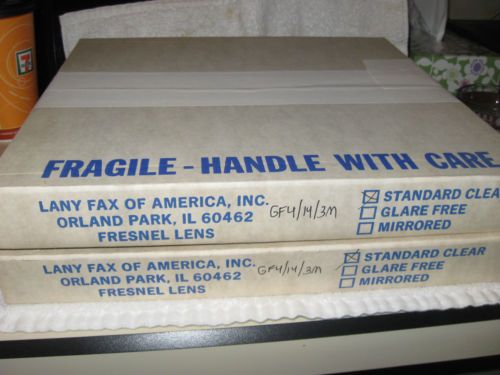 7
FRAGILE - HANDLE WITH CARE
LANY FAX OF AMERICA, INC.
ORLAND PARK, IL 60462
FRESNEL LENS
GF4/14/3M
STANDARD CLEAR
GLARE FREE
MIRRORED
LANY FAX OF AMERICA, INC.
ORLAND PARK, IL 60462
FRESNEL LENS
GF4/14/3M
STANDARD CLEAR
GLARE FREE
MIRRORED